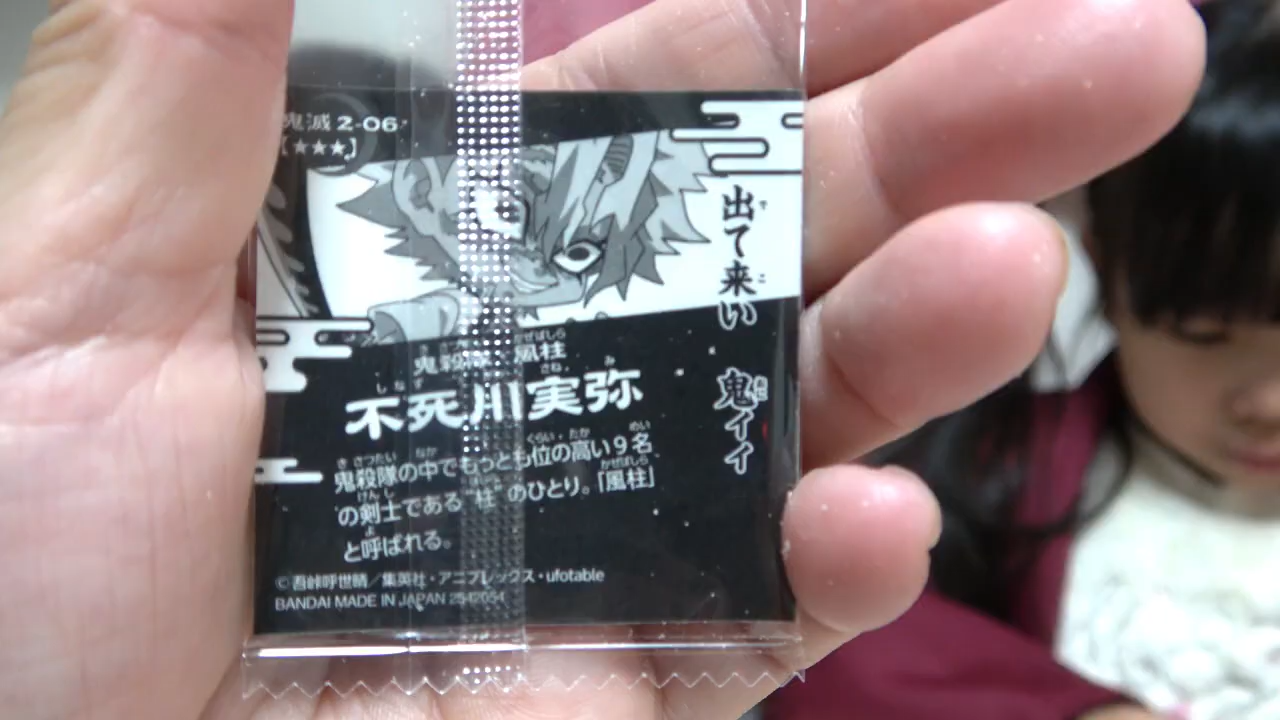 鬼滅 2-06
【★★★】
出て来い 鬼ィィ
鬼殺隊・風柱
不死川実弥
鬼殺隊の中でもっとも位の高い9名
の剣士である“柱”のひとり。「風柱」
と呼ばれる。
© 吾峠呼世晴／集英社・アニプレックス・ufotable
BANDAI MADE IN JAPAN 2542654